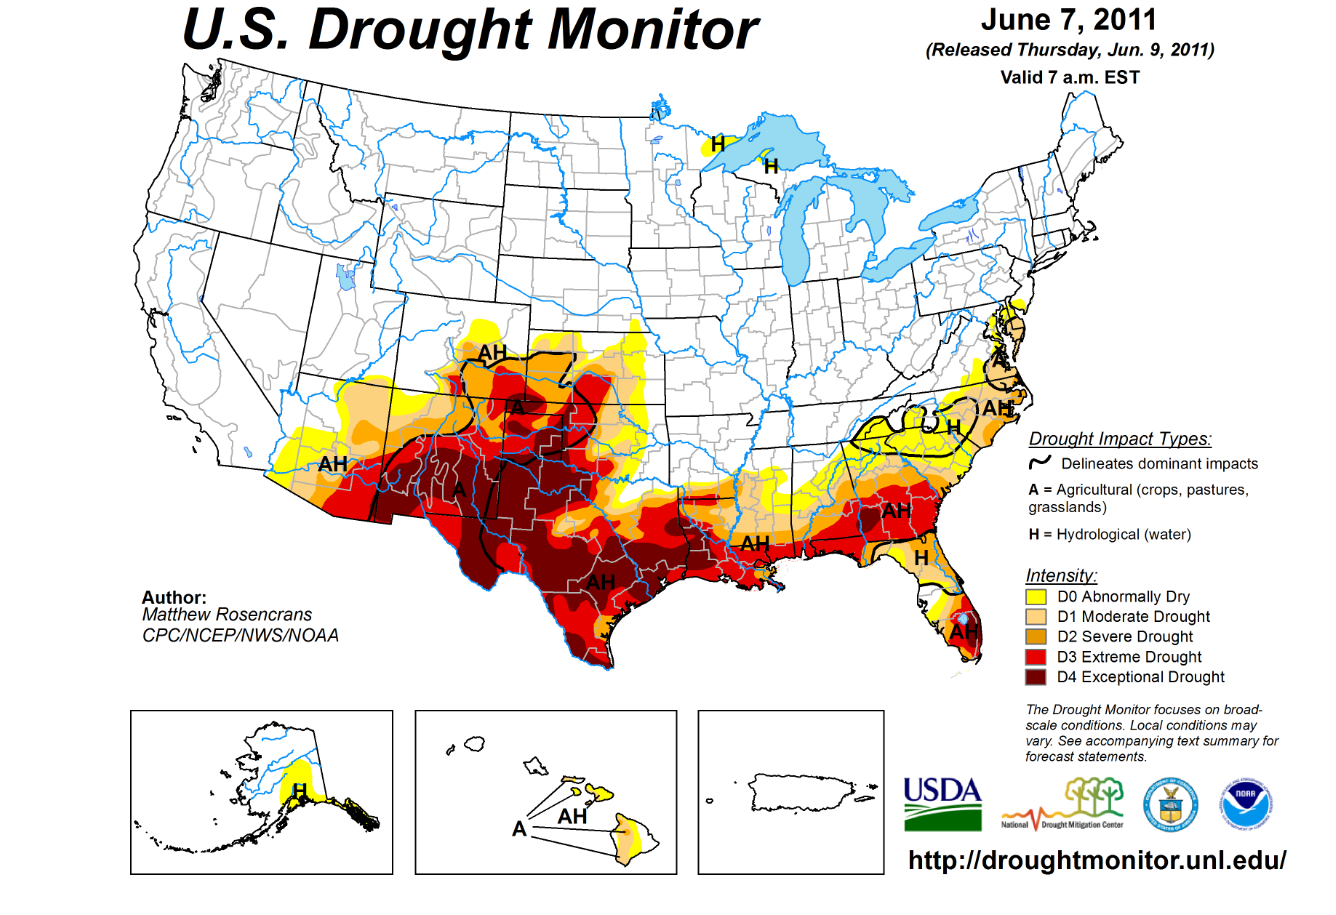 U.S. Drought Monitor
June 7, 2011
(Released Thursday, Jun. 9, 2011)
Valid 7 a.m. EST
H
H
AH
A
AH
A
AH
AH
AH
H
AH
A
AH
H
AH
Drought Impact Types:
Delineates dominant impacts
A = Agricultural (crops, pastures,
grasslands)
H = Hydrological (water)
Intensity:
D0 Abnormally Dry
D1 Moderate Drought
D2 Severe Drought
D3 Extreme Drought
D4 Exceptional Drought
Author:
Matthew Rosencrans
CPC/NCEP/NWS/NOAA
The Drought Monitor focuses on broad-
scale conditions. Local conditions may
vary. See accompanying text summary for
forecast statements.
H
A
AH
USDA
National Drought Mitigation Center
NOAA
http://droughtmonitor.unl.edu/